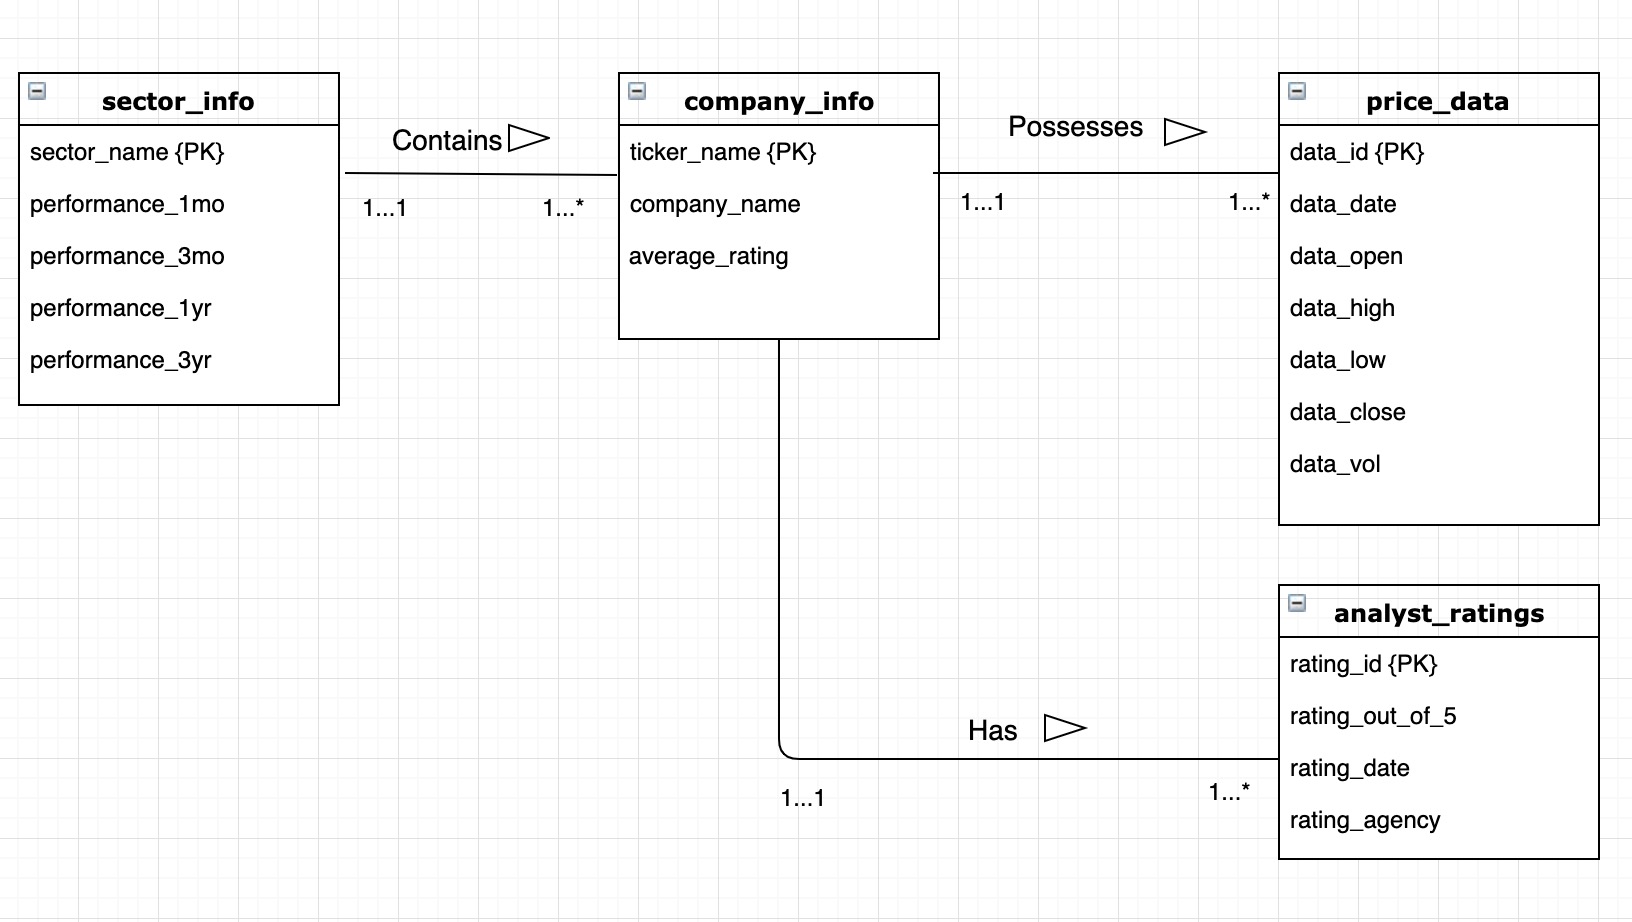 sector_info
sector_name {PK}
performance_1mo
performance_3mo
performance_1yr
performance_3yr
Contains
1...1
1...*
company_info
ticker_name {PK}
company_name
average_rating
Possesses
1...1
1...*
price_data
data_id {PK}
data_date
data_open
data_high
data_low
data_close
data_vol
Has
1...1
1...*
analyst_ratings
rating_id {PK}
rating_out_of_5
rating_date
rating_agency